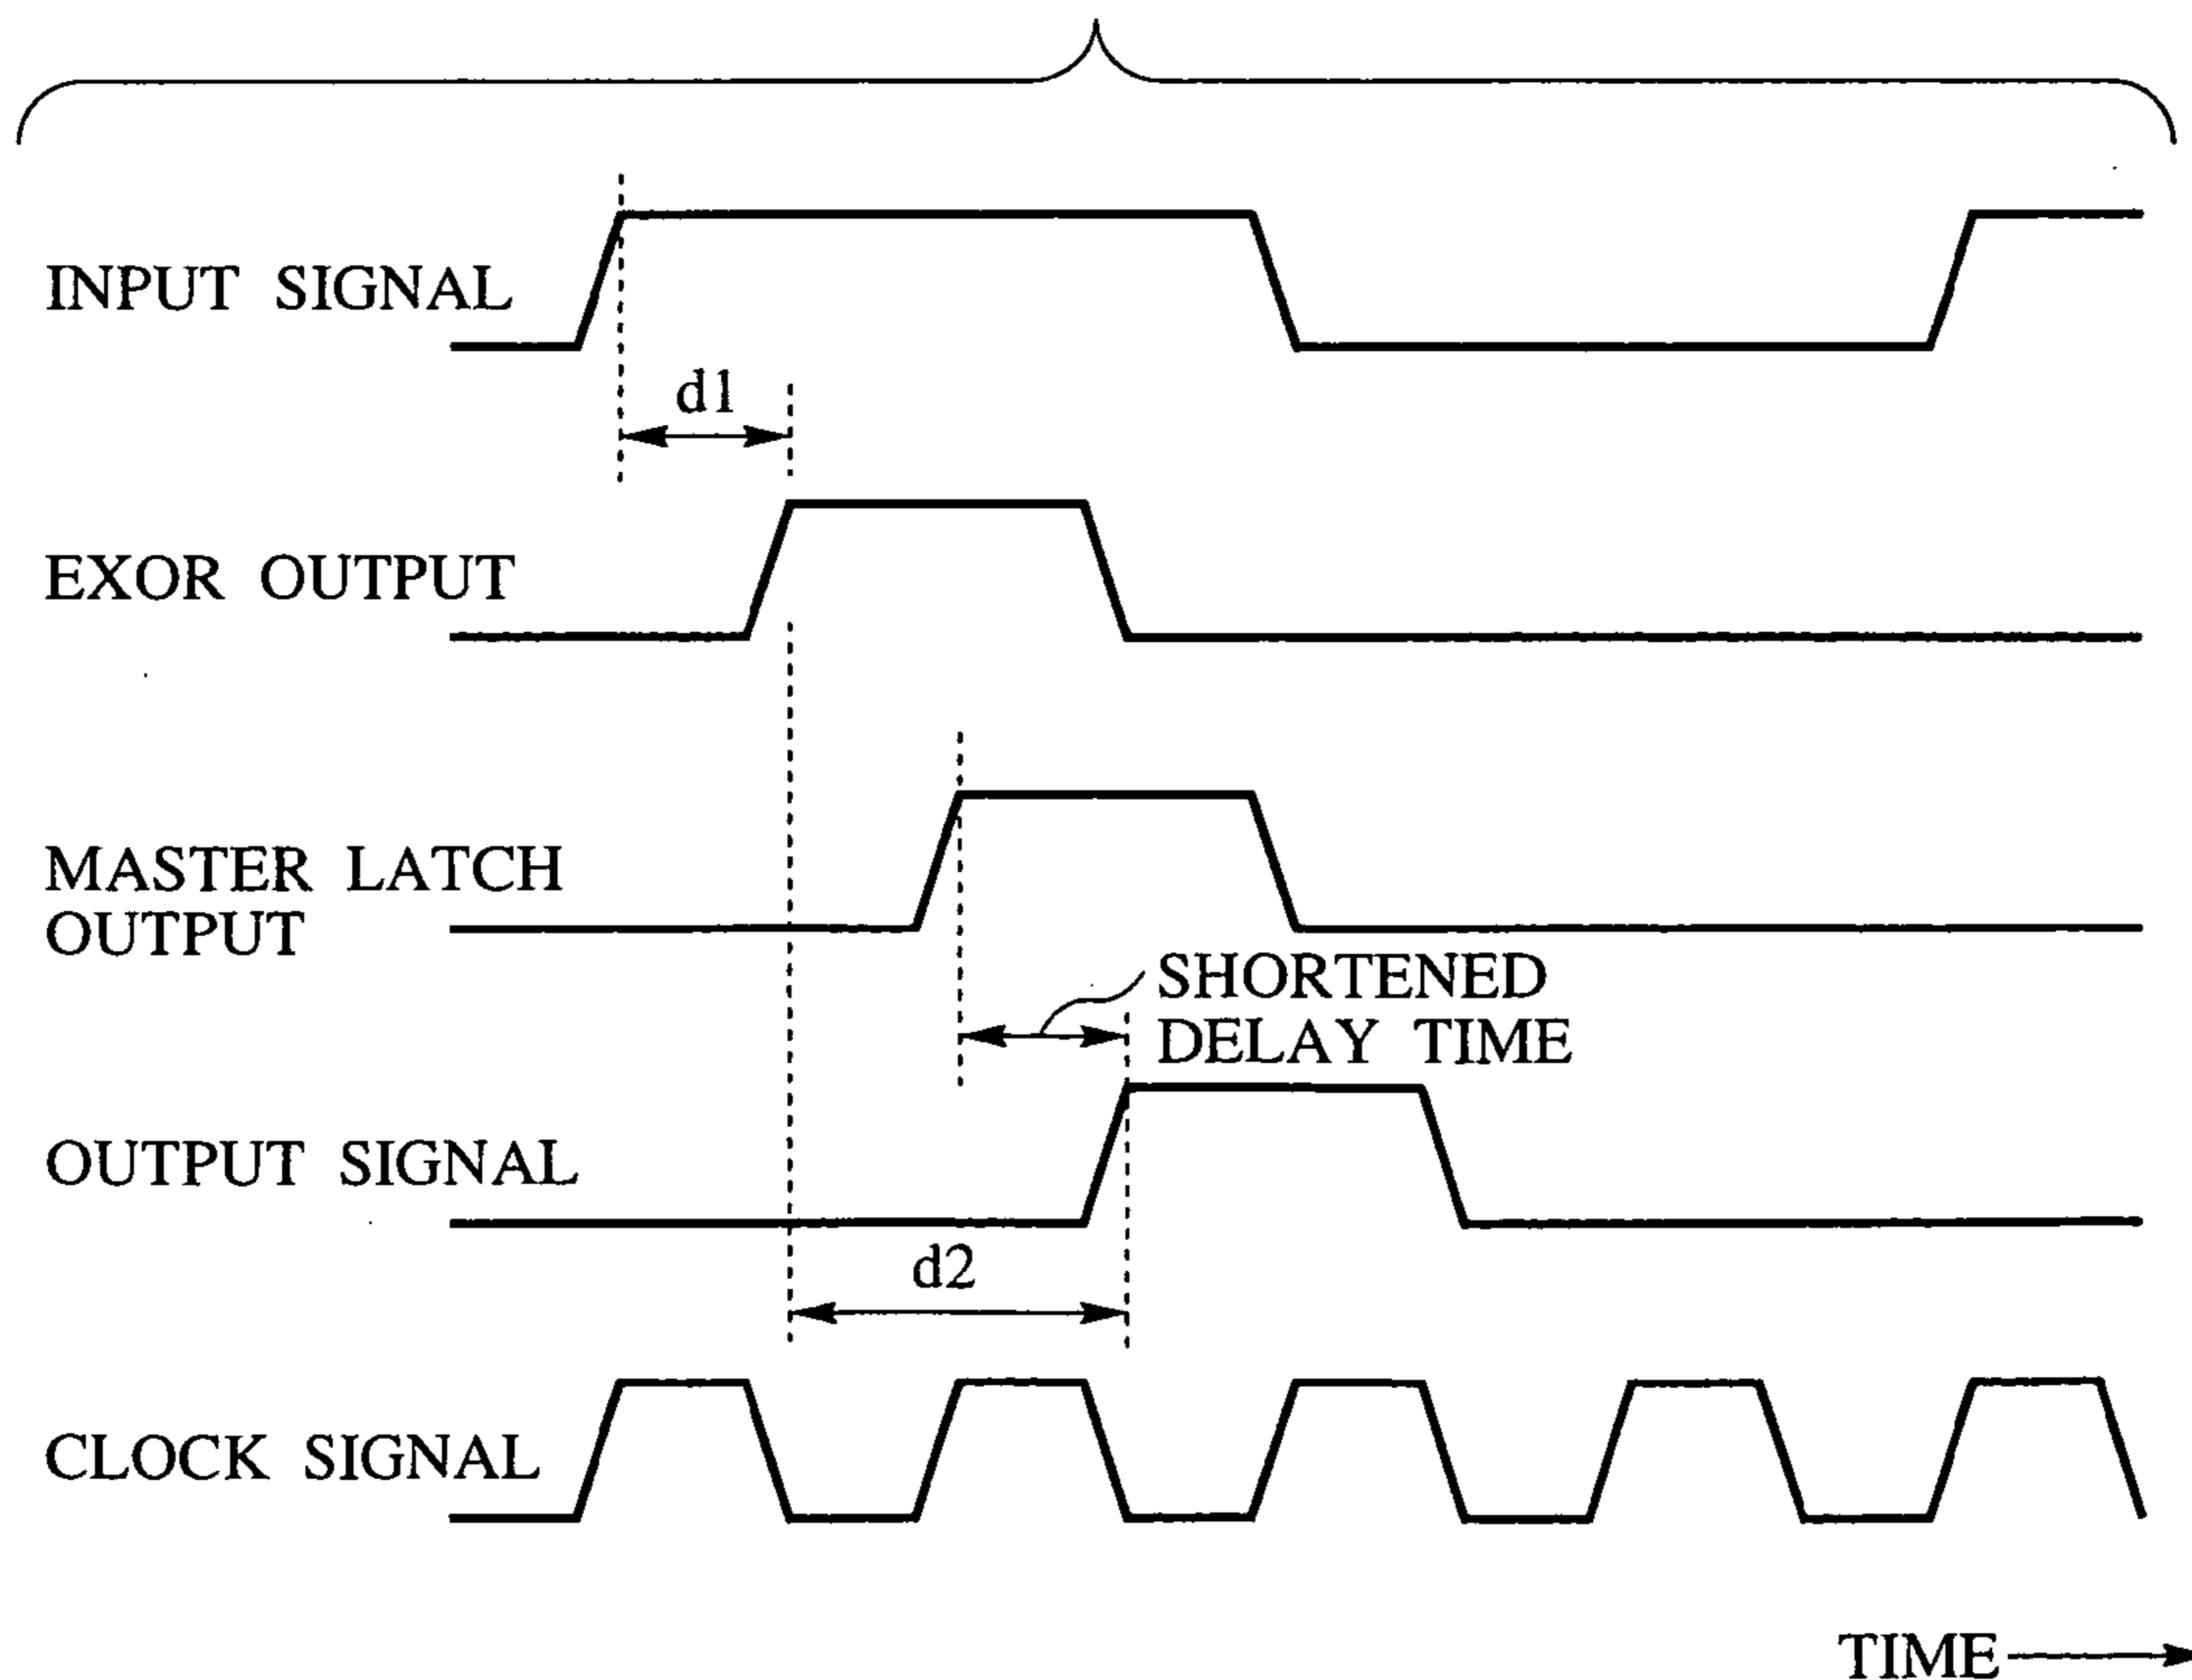 INPUT SIGNAL
d1
EXOR OUTPUT
MASTER LATCH
OUTPUT
SHORTENED
DELAY TIME
OUTPUT SIGNAL
d2
CLOCK SIGNAL
TIME